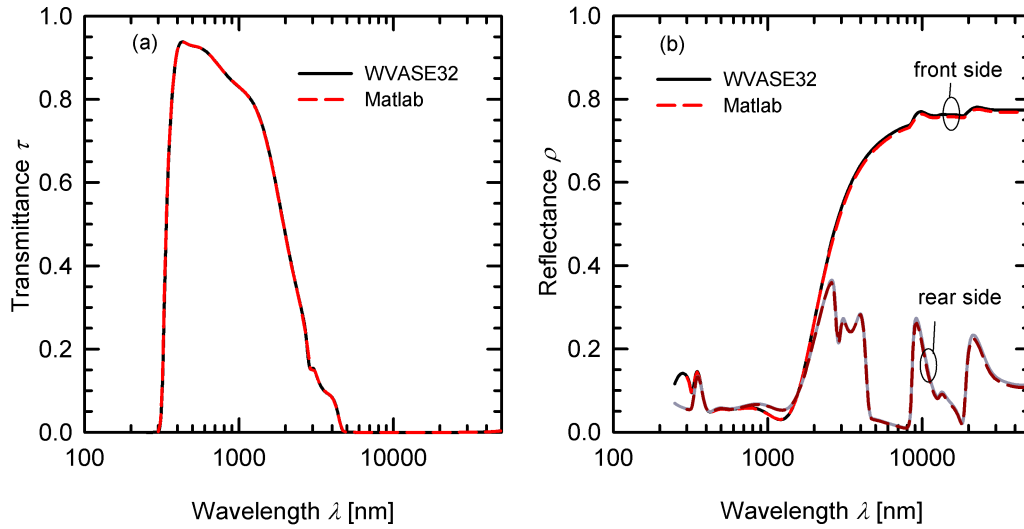 (a)
WVASE32
Matlab
1.0
0.8
0.6
0.4
0.2
0.0
Transmittance τ
100
1000
10000
Wavelength λ [nm]
(b)
WVASE32
Matlab
front side
rear side
1.0
0.8
0.6
0.4
0.2
0.0
Reflectance ρ
100
1000
10000
Wavelength λ [nm]